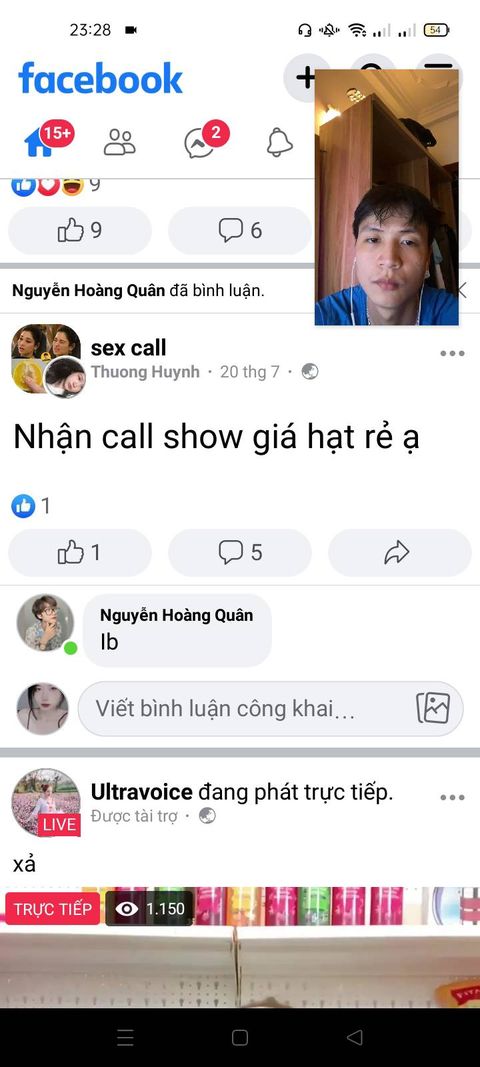 23:28
54
facebook
15+
2
9
9
6
Nguyễn Hoàng Quân đã bình luận.
sex call
Thuong Huynh · 20 thg 7 ·
Nhận call show giá hạt rẻ ạ
1
1
5
Nguyễn Hoàng Quân
Ib
Viết bình luận công khai...
Ultravoice đang phát trực tiếp.
LIVE
Được tài trợ ·
xả
TRỰC TIẾP
1.150